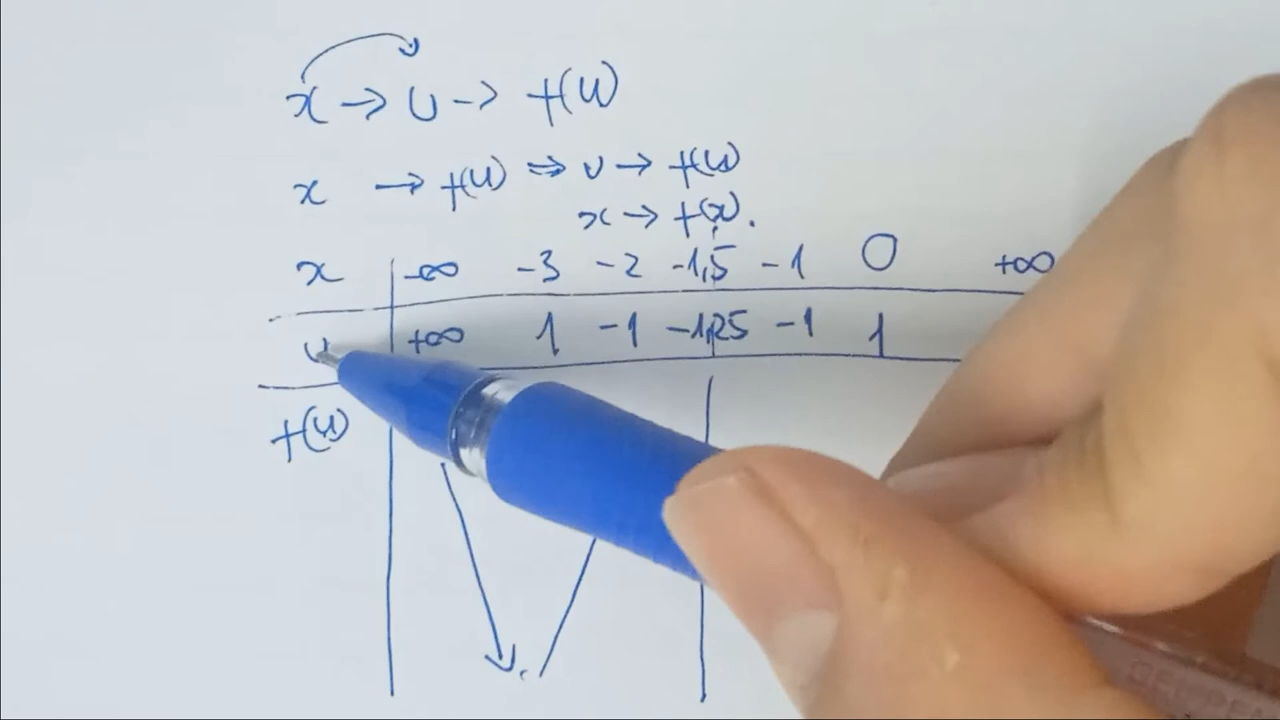 x → u → f(u)
x → f(u) ⇒ u → f(u)
x → f(x).
x -∞ -3 -2 -1,5 -1 0 +∞
u +∞ 1 -1 -1,25 -1 1
f(u)